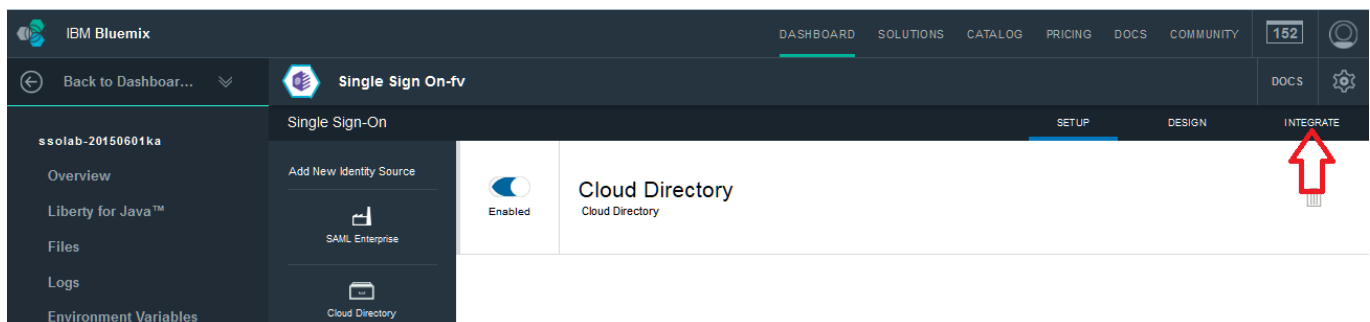 IBM Bluemix
DASHBOARD SOLUTIONS CATALOG PRICING DOCS COMMUNITY 152
Back to Dashboar...
Single Sign On-fv
DOCS
Single Sign-On
SETUP DESIGN INTEGRATE
ssolab-20150601ka
Overview
Liberty for Java™
Files
Logs
Environment Variables
Add New Identity Source
SAML Enterprise
Cloud Directory
Enabled
Cloud Directory
Cloud Directory